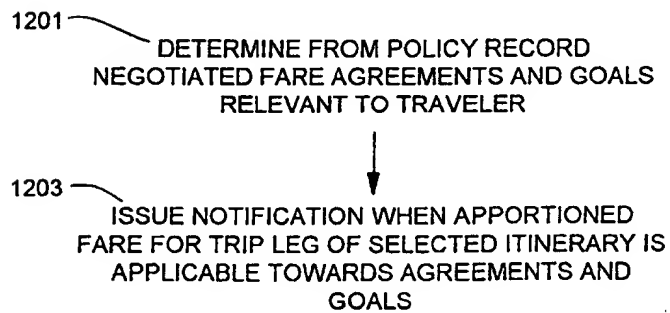 1201
DETERMINE FROM POLICY RECORD
NEGOTIATED FARE AGREEMENTS AND GOALS
RELEVANT TO TRAVELER
1203
ISSUE NOTIFICATION WHEN APPORTIONED
FARE FOR TRIP LEG OF SELECTED ITINERARY IS
APPLICABLE TOWARDS AGREEMENTS AND
GOALS